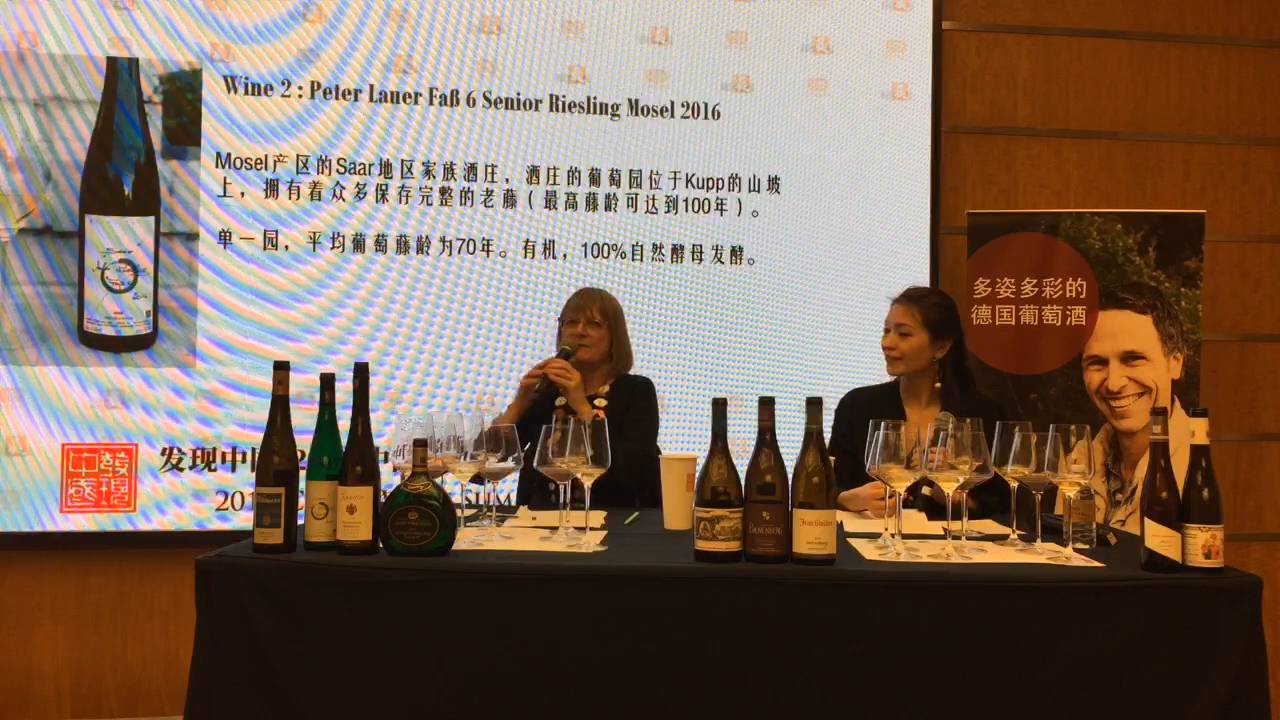 Wine 2 : Peter Lauer Faß 6 Senior Riesling Mosel 2016
Mosel产区的Saar地区家族酒庄，酒庄的葡萄园位于Kupp的山坡
上，拥有着众多保存完整的老藤（最高藤龄可达到100年）。
单一园，平均葡萄藤龄为70年。有机，100%自然酵母发酵。
多姿多彩的
德国葡萄酒
发现中
201
SUM
Jean Stodden